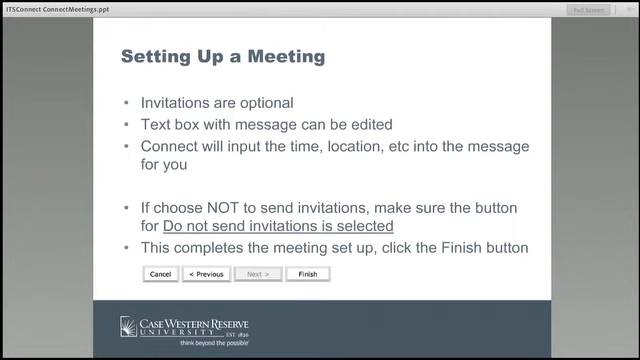 ITSConnect ConnectMeetings.ppt
Full Screen
Setting Up a Meeting
• Invitations are optional
• Text box with message can be edited
• Connect will input the time, location, etc into the message
for you
• If choose NOT to send invitations, make sure the button
for Do not send invitations is selected
• This completes the meeting set up, click the Finish button
Cancel
< Previous
Next >
Finish
CASE WESTERN RESERVE
UNIVERSITY EST. 1826
think beyond the possible